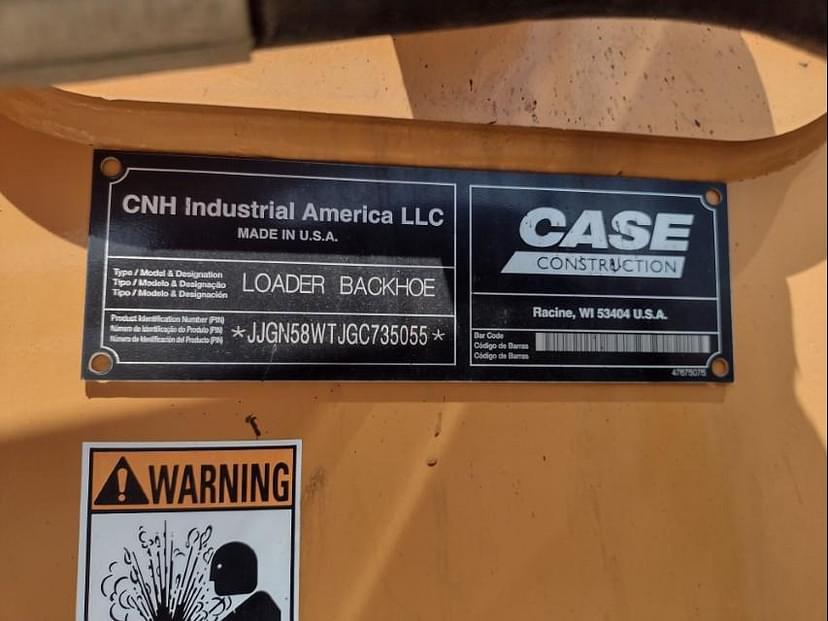 CNH Industrial America LLC
MADE IN U.S.A.
Type / Model & Designation
Tipo / Modelo & Designação
Tipo / Modelo & Designación
LOADER BACKHOE
Product Identification Number (PIN)
Número de Identificação do Produto (PIN)
Número de Identificación del Producto (PIN)
*JJGN58WTJGC735055*
CASE
CONSTRUCTION
Racine, WI 53404 U.S.A.
Bar Code
Código de Barras
Código de Barras
47675075
WARNING